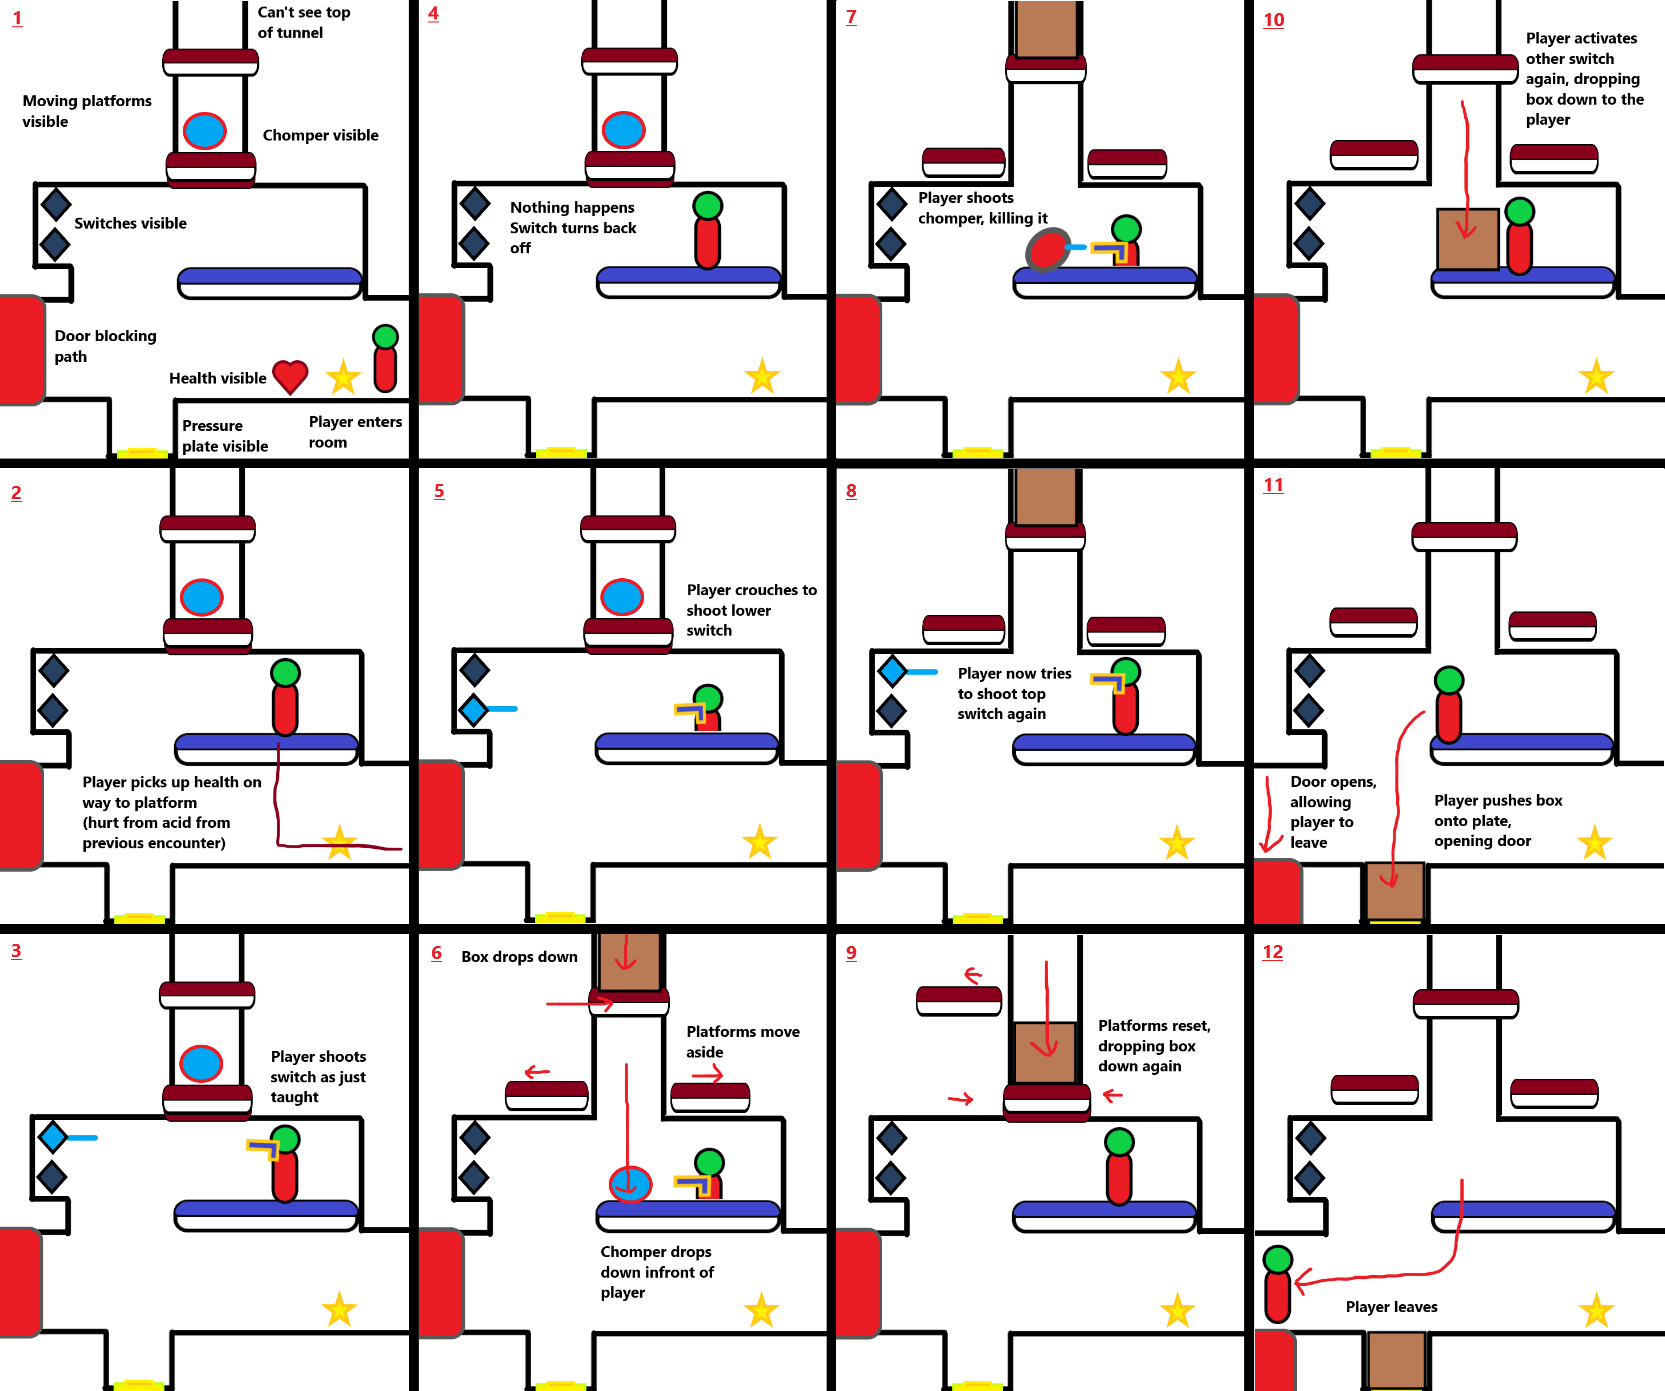 1
Can't see top
of tunnel
Moving platforms
visible
Chomper visible
Switches visible
Door blocking
path
Health visible
Pressure
plate visible
Player enters
room
2
Player picks up health on
way to platform
(hurt from acid from
previous encounter)
3
Player shoots
switch as just
taught
4
Nothing happens
Switch turns back
off
5
Player crouches to
shoot lower
switch
6
Box drops down
Platforms move
aside
Chomper drops
down infront of
player
7
Player shoots
chomper, killing it
8
Player now tries
to shoot top
switch again
9
Platforms reset,
dropping box
down again
10
Player activates
other switch
again, dropping
box down to the
player
11
Door opens,
allowing
player to
leave
Player pushes box
onto plate,
opening door
12
Player leaves